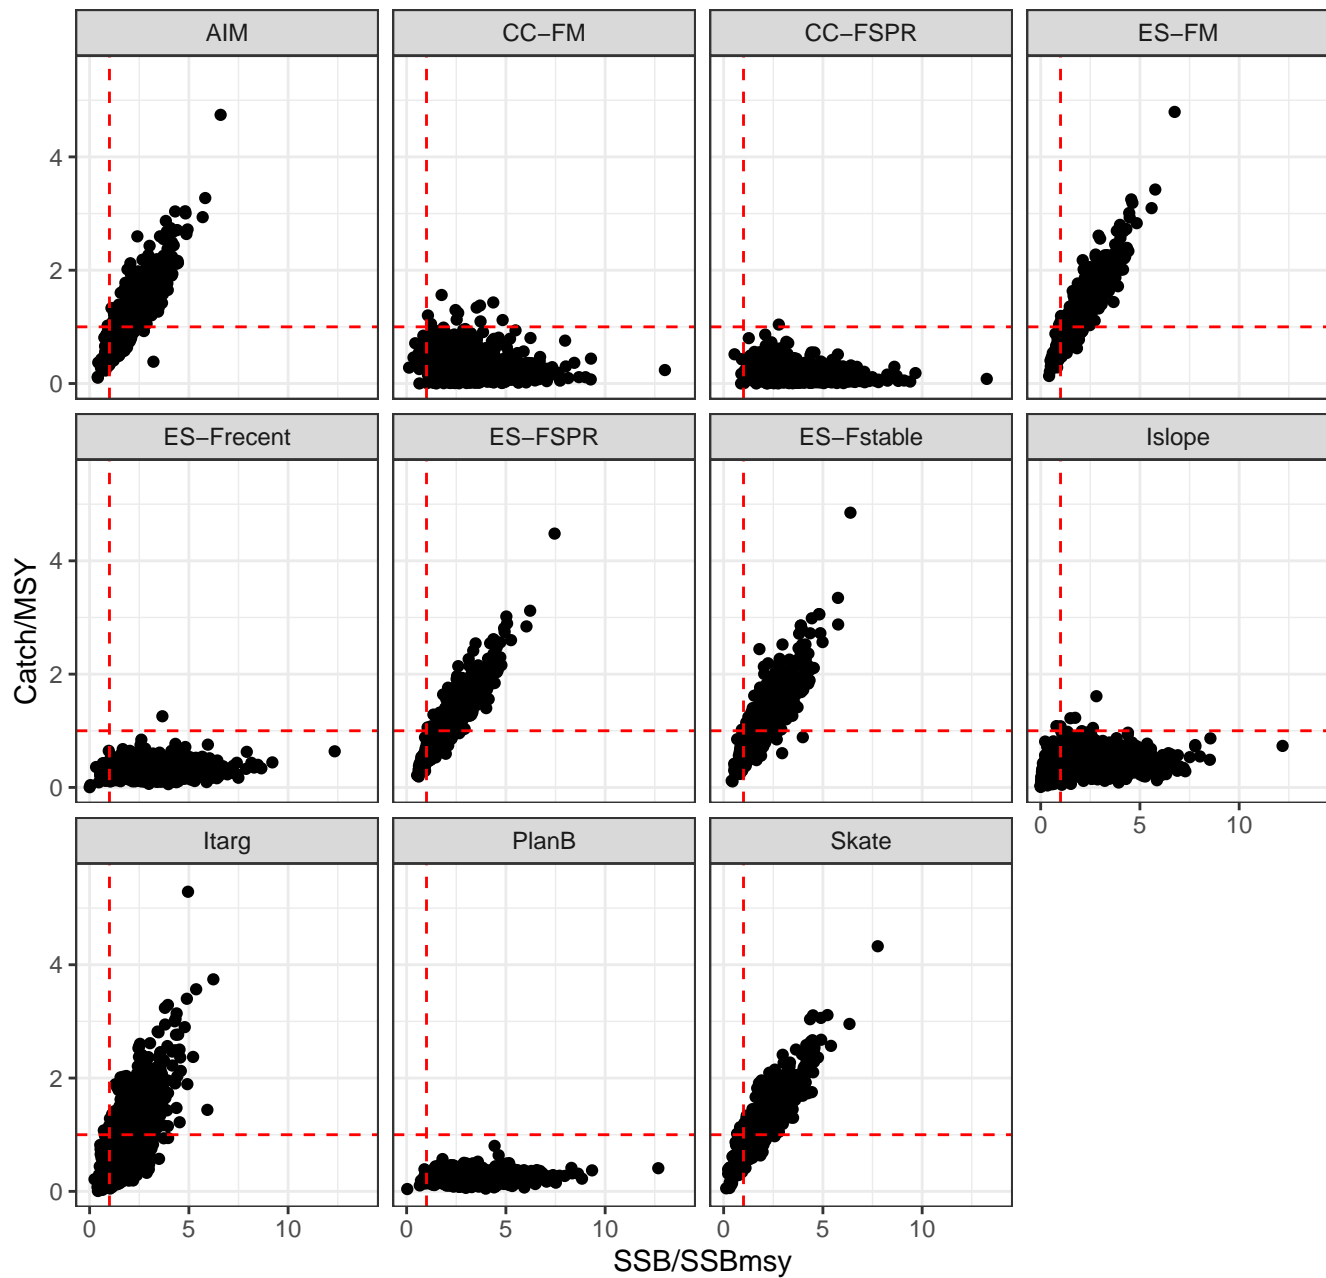 AIM CC−FM CC−FSPR ES−FM
4
2
0
ES−Frecent ES−FSPR ES−Fstable Islope
4
2
0
0 5 10
Itarg PlanB Skate
4
2
0
0 5 10 0 5 10 0 5 10
Catch/MSY
SSB/SSBmsy